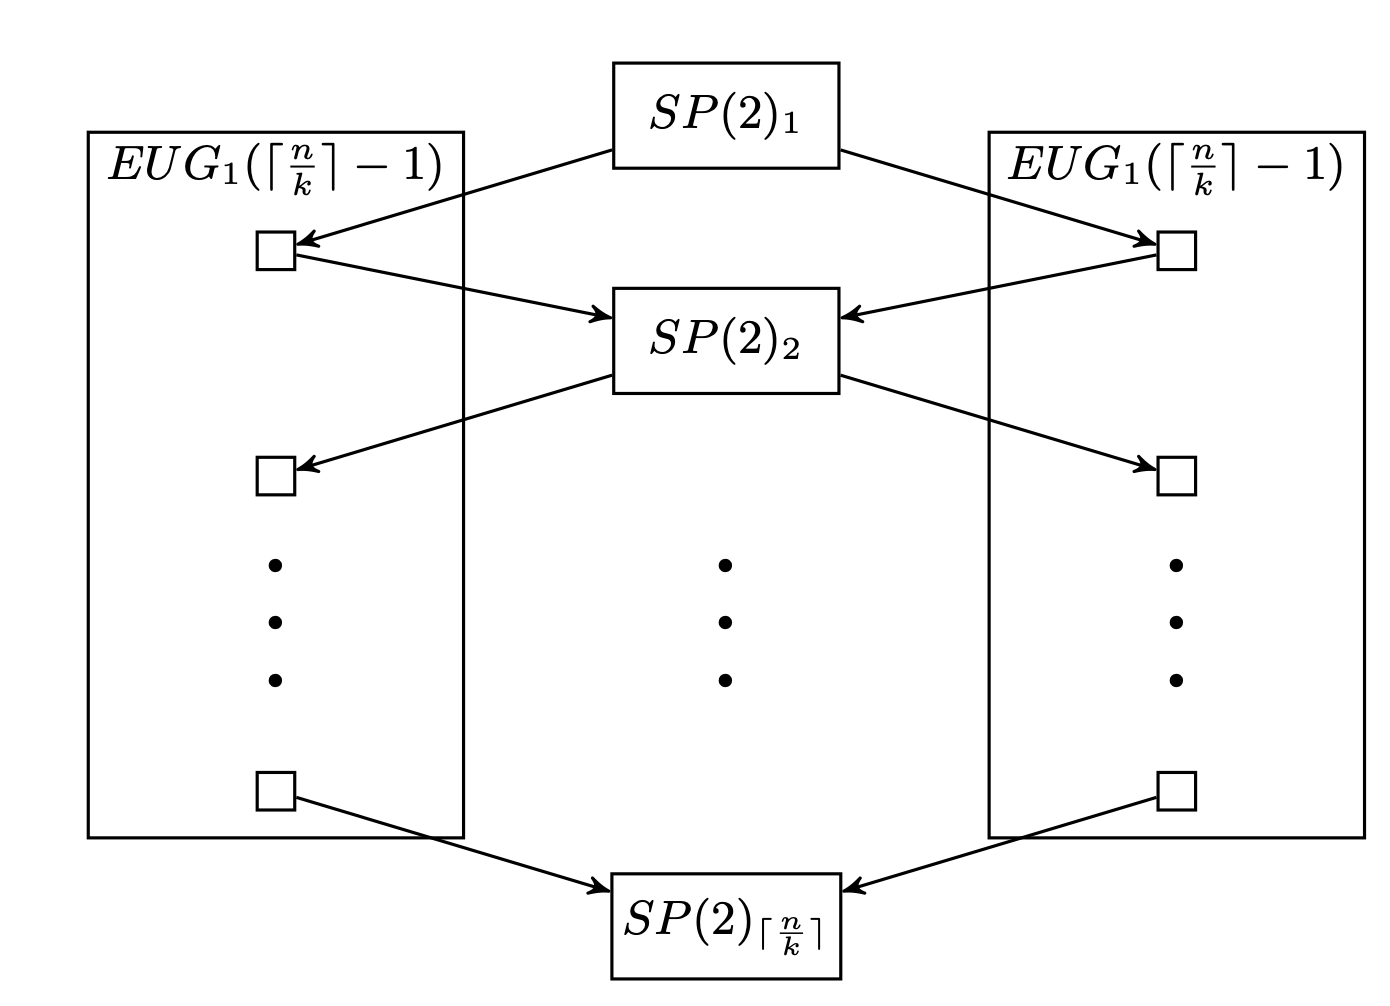 SP(2)₁
EUG₁(⌈n/k⌉ − 1)
EUG₁(⌈n/k⌉ − 1)
SP(2)₂
SP(2)⌈n/k⌉